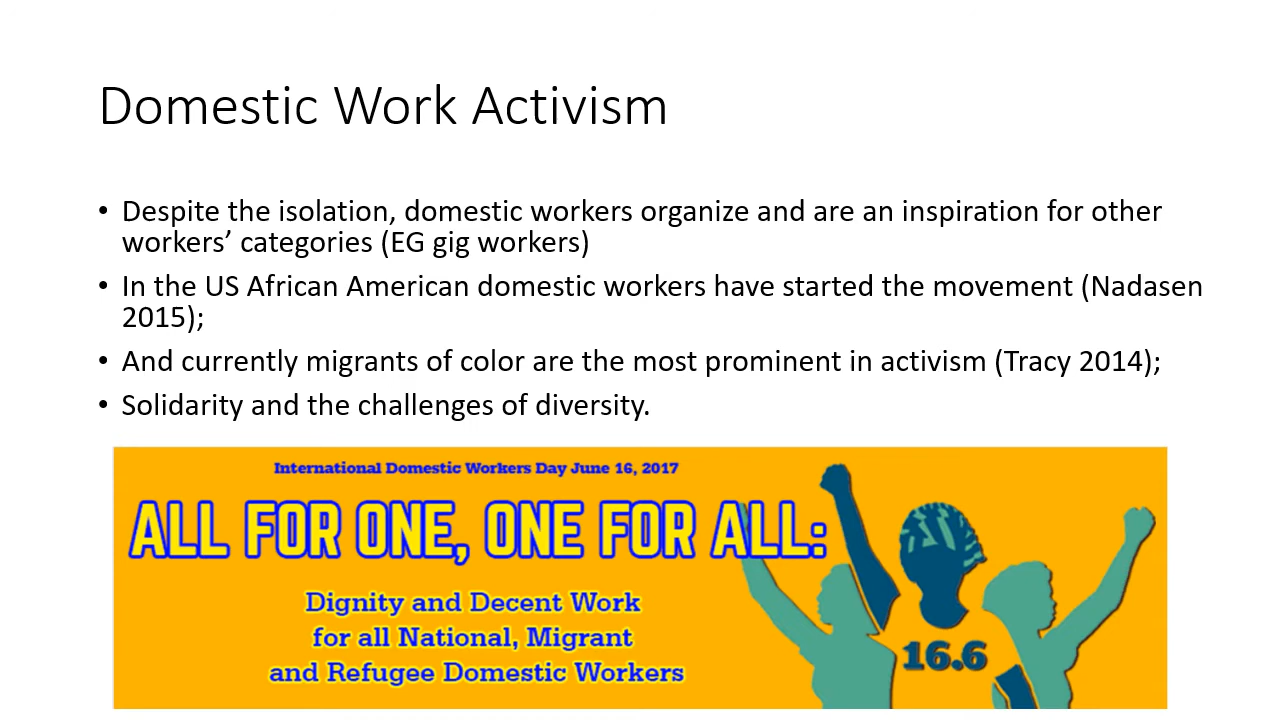 Domestic Work Activism
• Despite the isolation, domestic workers organize and are an inspiration for other
workers’ categories (EG gig workers)
• In the US African American domestic workers have started the movement (Nadasen
2015);
• And currently migrants of color are the most prominent in activism (Tracy 2014);
• Solidarity and the challenges of diversity.
International Domestic Workers Day June 16, 2017
ALL FOR ONE, ONE FOR ALL:
Dignity and Decent Work
for all National, Migrant
and Refugee Domestic Workers
16.6